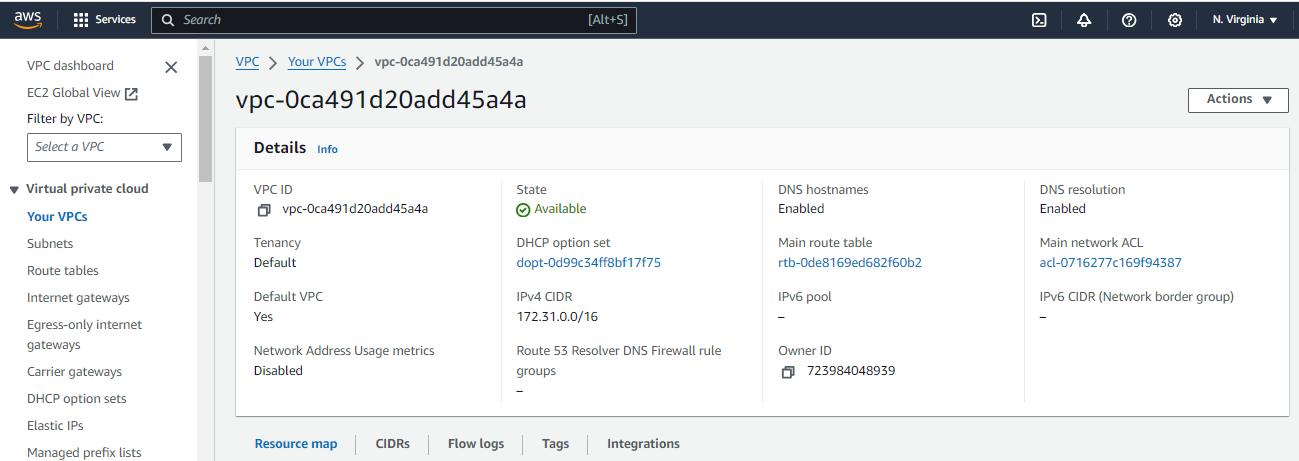 aws Services Search [Alt+S] N. Virginia
VPC dashboard
EC2 Global View
Filter by VPC:
Select a VPC
Virtual private cloud
Your VPCs
Subnets
Route tables
Internet gateways
Egress-only internet
gateways
Carrier gateways
DHCP option sets
Elastic IPs
Managed prefix lists
VPC Your VPCs vpc-0ca491d20add45a4a
vpc-0ca491d20add45a4a
Actions
Details Info
VPC ID
vpc-0ca491d20add45a4a
State
Available
DNS hostnames
Enabled
DNS resolution
Enabled
Tenancy
Default
DHCP option set
dopt-0d99c34ff8bf17f75
Main route table
rtb-0de8169ed682f60b2
Main network ACL
acl-0716277c169f94387
Default VPC
Yes
IPv4 CIDR
172.31.0.0/16
IPv6 pool
–
IPv6 CIDR (Network border group)
–
Network Address Usage metrics
Disabled
Route 53 Resolver DNS Firewall rule
groups
–
Owner ID
723984048939
Resource map CIDRs Flow logs Tags Integrations